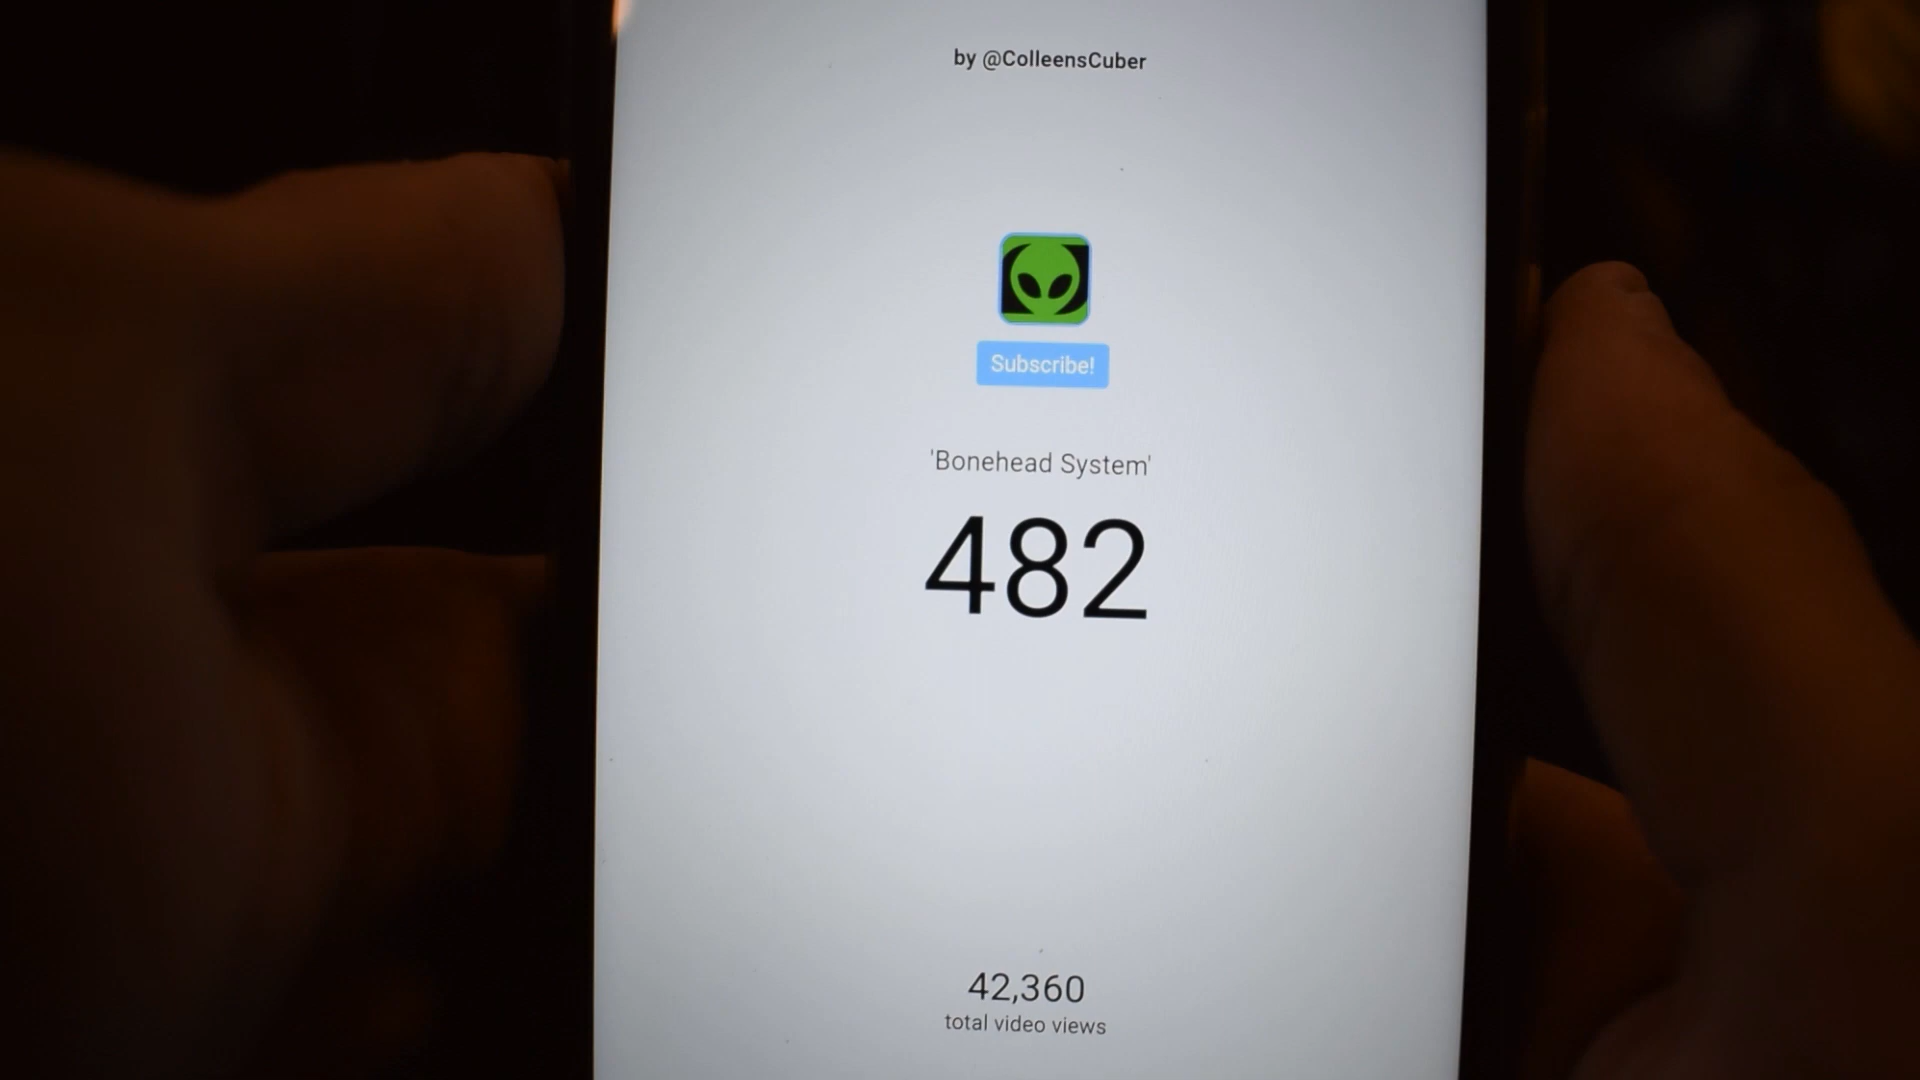 by @ColleensCuber
Subscribe!
'Bonehead System'
482
42,360
total video views